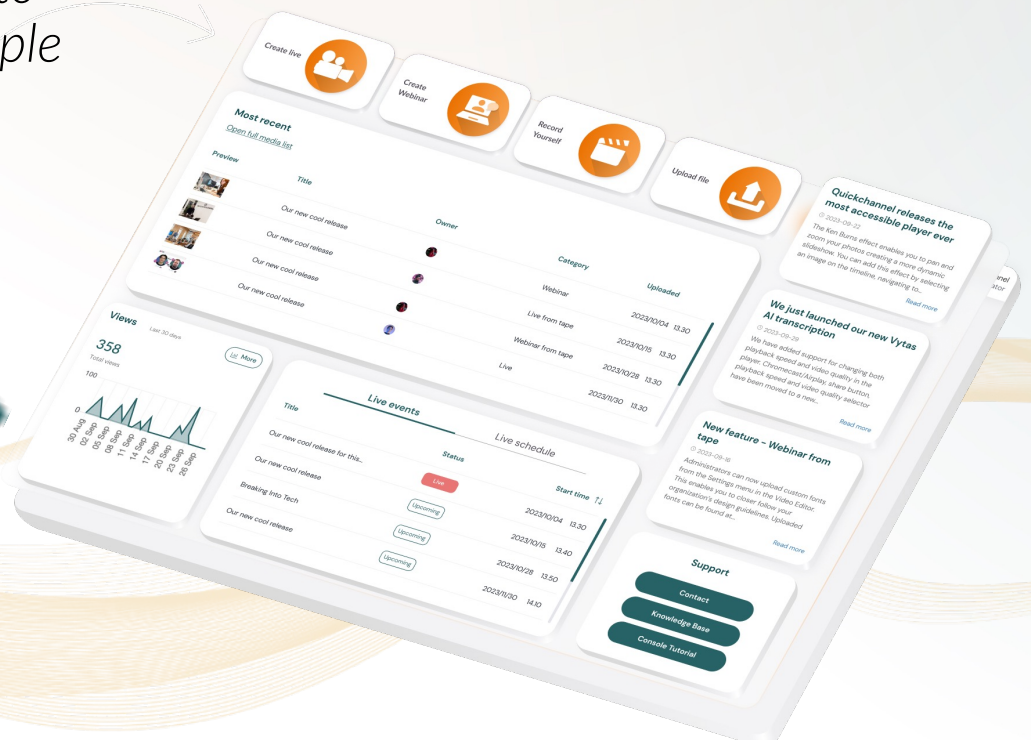 ple
Create live
Create
Webinar
Record
Yourself
Upload file
Most recent
Open full media list
Preview
Title
Owner
Category
Uploaded
Our new cool release
Webinar
2023/10/04 13.30
Our new cool release
Live from tape
2023/10/15 13.30
Our new cool release
Webinar from tape
2023/10/28 13.30
Our new cool release
Live
2023/11/30 13.30
Views
Last 30 days
358
Total views
More
100
0
30 Aug
02 Sep
05 Sep
08 Sep
11 Sep
14 Sep
17 Sep
20 Sep
23 Sep
26 Sep
Live events
Live schedule
Title
Status
Start time
Our new cool release for this...
Live
2023/10/04 13.30
Our new cool release
Upcoming
2023/10/15 13.40
Breaking Into Tech
Upcoming
2023/10/28 13.50
Our new cool release
Upcoming
2023/11/30 14.10
Quickchannel releases the
most accessible player ever
2023-09-22
The Ken Burns effect enables you to pan and
zoom your photos creating a more dynamic
slideshow. You can add this effect by selecting
an image on the timeline, navigating to...
Read more
We just launched our new Vytas
AI transcription
2023-09-29
We have added support for changing both
playback speed and video quality in the
player. Chromecast/Airplay, share button,
playback speed and video quality selector
have been moved to a new...
Read more
New feature - Webinar from
tape
2023-09-16
Administrators can now upload custom fonts
from the Settings menu in the Video Editor.
This enables you to closer follow your
organization's design guidelines. Uploaded
fonts can be found at...
Read more
Support
Contact
Knowledge Base
Console Tutorial